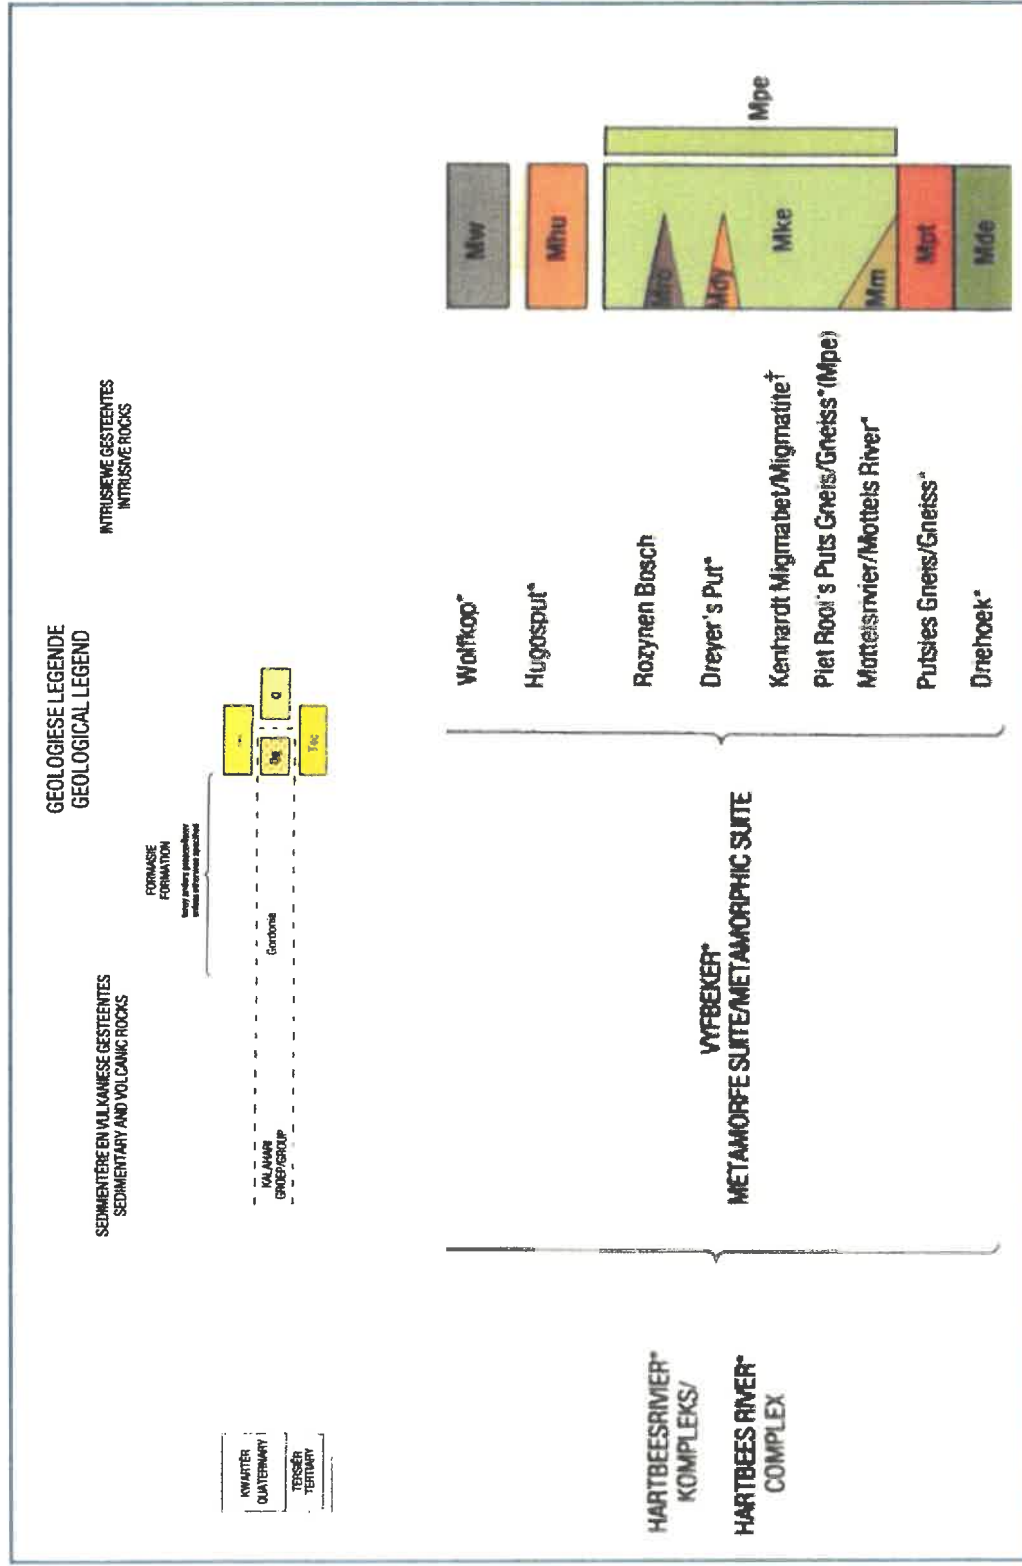 GEOLOGIESE LEGENDE
GEOLOGICAL LEGEND
SEDIMENTÊRE EN VULKANIESE GESTEENTES
SEDIMENTARY AND VOLCANIC ROCKS
INTRUSIEWE GESTEENTES
INTRUSIVE ROCKS
FORMASIE
FORMATION
KWARTÊR
QUATERNARY
TERSIÊR
TERTIARY
KALAHARI
GROEP/GROUP
Gordonia
Qg
Q
Tec
HARTBEESRIVIER*
KOMPLEKS/
HARTBEES RIVER*
COMPLEX
VYFBEKER*
METAMORFE SUITE/METAMORPHIC SUITE
Wolfkop*
Mw
Hugosput*
Mhu
Rozynen Bosch
Mro
Dreyer's Put*
Mdy
Kenhardt Migmatiet/Migmatite†
Mke
Piet Rooi's Puts Gneis/Gneiss*(Mpe)
Mpe
Mottelsrivier/Mottels River*
Mm
Putsies Gneis/Gneiss*
Mpt
Driehoek*
Mde